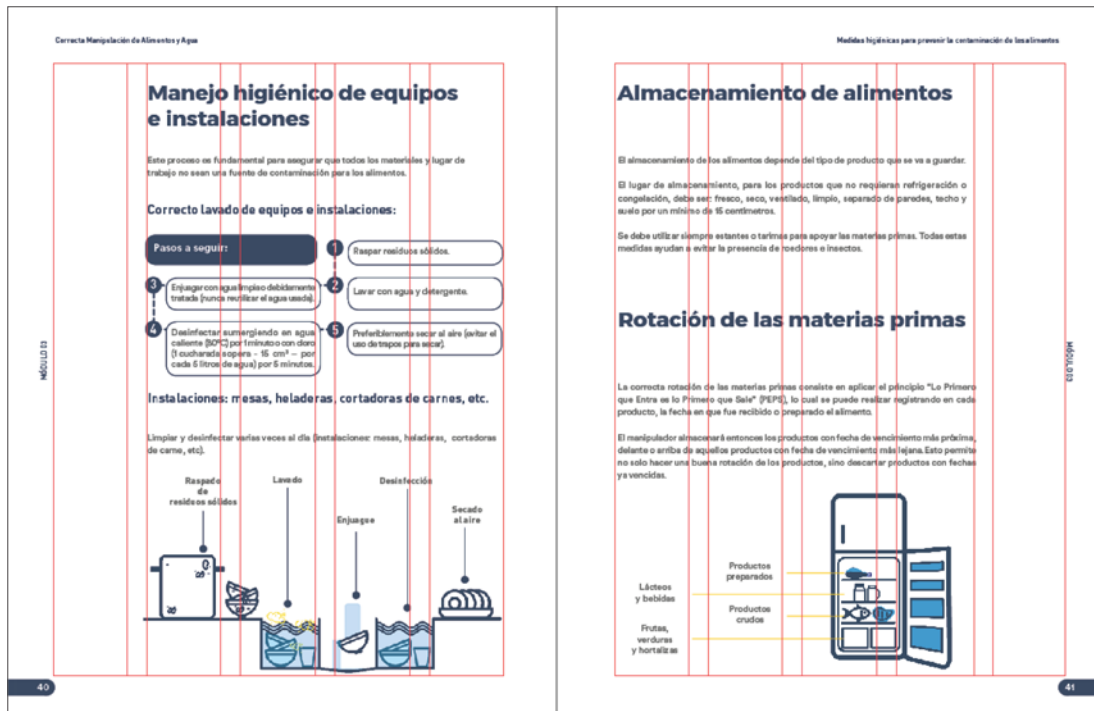 Correcta Manipulación de Alimentos y Agua
Manejo higiénico de equipos
e instalaciones
Este proceso es fundamental para asegurar que todos los materiales y lugar de
trabajo no sean una fuente de contaminación para los alimentos.
Correcto lavado de equipos e instalaciones:
Pasos a seguir:
1
Raspar residuos sólidos.
2
Lavar con agua y detergente.
3
Enjuagar con agua limpia o debidamente
tratada (nunca reutilizar el agua usada).
4
Desinfectar sumergiendo en agua
caliente (80°C) por 1 minuto o con cloro
(1 cucharada sopera - 15 cm³ – por
cada 5 litros de agua) por 5 minutos.
5
Preferiblemente secar al aire (evitar el
uso de trapos para secar).
Instalaciones: mesas, heladeras, cortadoras de carnes, etc.
Limpiar y desinfectar varias veces al día (Instalaciones: mesas, heladeras, cortadoras
de carne, etc).
Raspado
de
residuos sólidos
Lavado
Enjuague
Desinfección
Secado
al aire
MÓDULO 03
40
Medidas higiénicas para prevenir la contaminación de los alimentos
Almacenamiento de alimentos
El almacenamiento de los alimentos depende del tipo de producto que se va a guardar.
El lugar de almacenamiento, para los productos que no requieran refrigeración o
congelación, debe ser: fresco, seco, ventilado, limpio, separado de paredes, techo y
suelo por un mínimo de 15 centímetros.
Se debe utilizar siempre estantes o tarimas para apoyar las materias primas. Todas estas
medidas ayudan a evitar la presencia de roedores e insectos.
Rotación de las materias primas
La correcta rotación de las materias primas consiste en aplicar el principio "Lo Primero
que Entra es lo Primero que Sale" (PEPS), lo cual se puede realizar registrando en cada
producto, la fecha en que fue recibido o preparado el alimento.
El manipulador almacenará entonces los productos con fecha de vencimiento más próxima,
delante o arriba de aquellos productos con fecha de vencimiento más lejana. Esto permite
no solo hacer una buena rotación de los productos, sino descartar productos con fechas
ya vencidas.
Productos
preparados
Lácteos
y bebidas
Productos
crudos
Frutas,
verduras
y hortalizas
MÓDULO 03
41